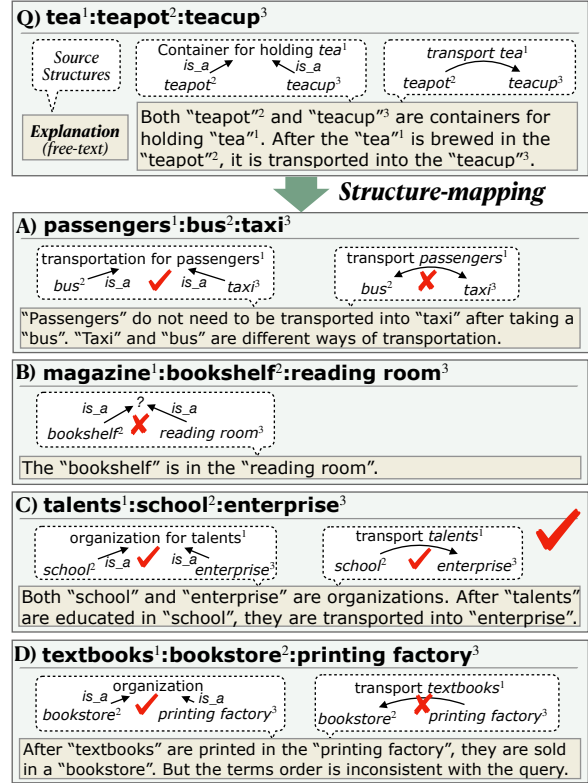 Q) tea¹:teapot²:teacup³
Source
Structures
Container for holding tea¹
is_a is_a
teapot² teacup³
transport tea¹
teapot² teacup³
Explanation
(free-text)
Both “teapot”² and “teacup”³ are containers for
holding “tea”¹. After the “tea”¹ is brewed in the
“teapot”², it is transported into the “teacup”³.
Structure-mapping
A) passengers¹:bus²:taxi³
transportation for passengers¹
bus² is_a is_a taxi³
transport passengers¹
bus² taxi³
“Passengers” do not need to be transported into “taxi” after taking a
“bus”. “Taxi” and “bus” are different ways of transportation.
B) magazine¹:bookshelf²:reading room³
?
is_a is_a
bookshelf² reading room³
The “bookshelf” is in the “reading room”.
C) talents¹:school²:enterprise³
organization for talents¹
school² is_a is_a enterprise³
transport talents¹
school² enterprise³
Both “school” and “enterprise” are organizations. After “talents”
are educated in “school”, they are transported into “enterprise”.
D) textbooks¹:bookstore²:printing factory³
organization
is_a is_a
bookstore² printing factory³
transport textbooks¹
bookstore² printing factory³
After “textbooks” are printed in the “printing factory”, they are sold
in a “bookstore”. But the terms order is inconsistent with the query.